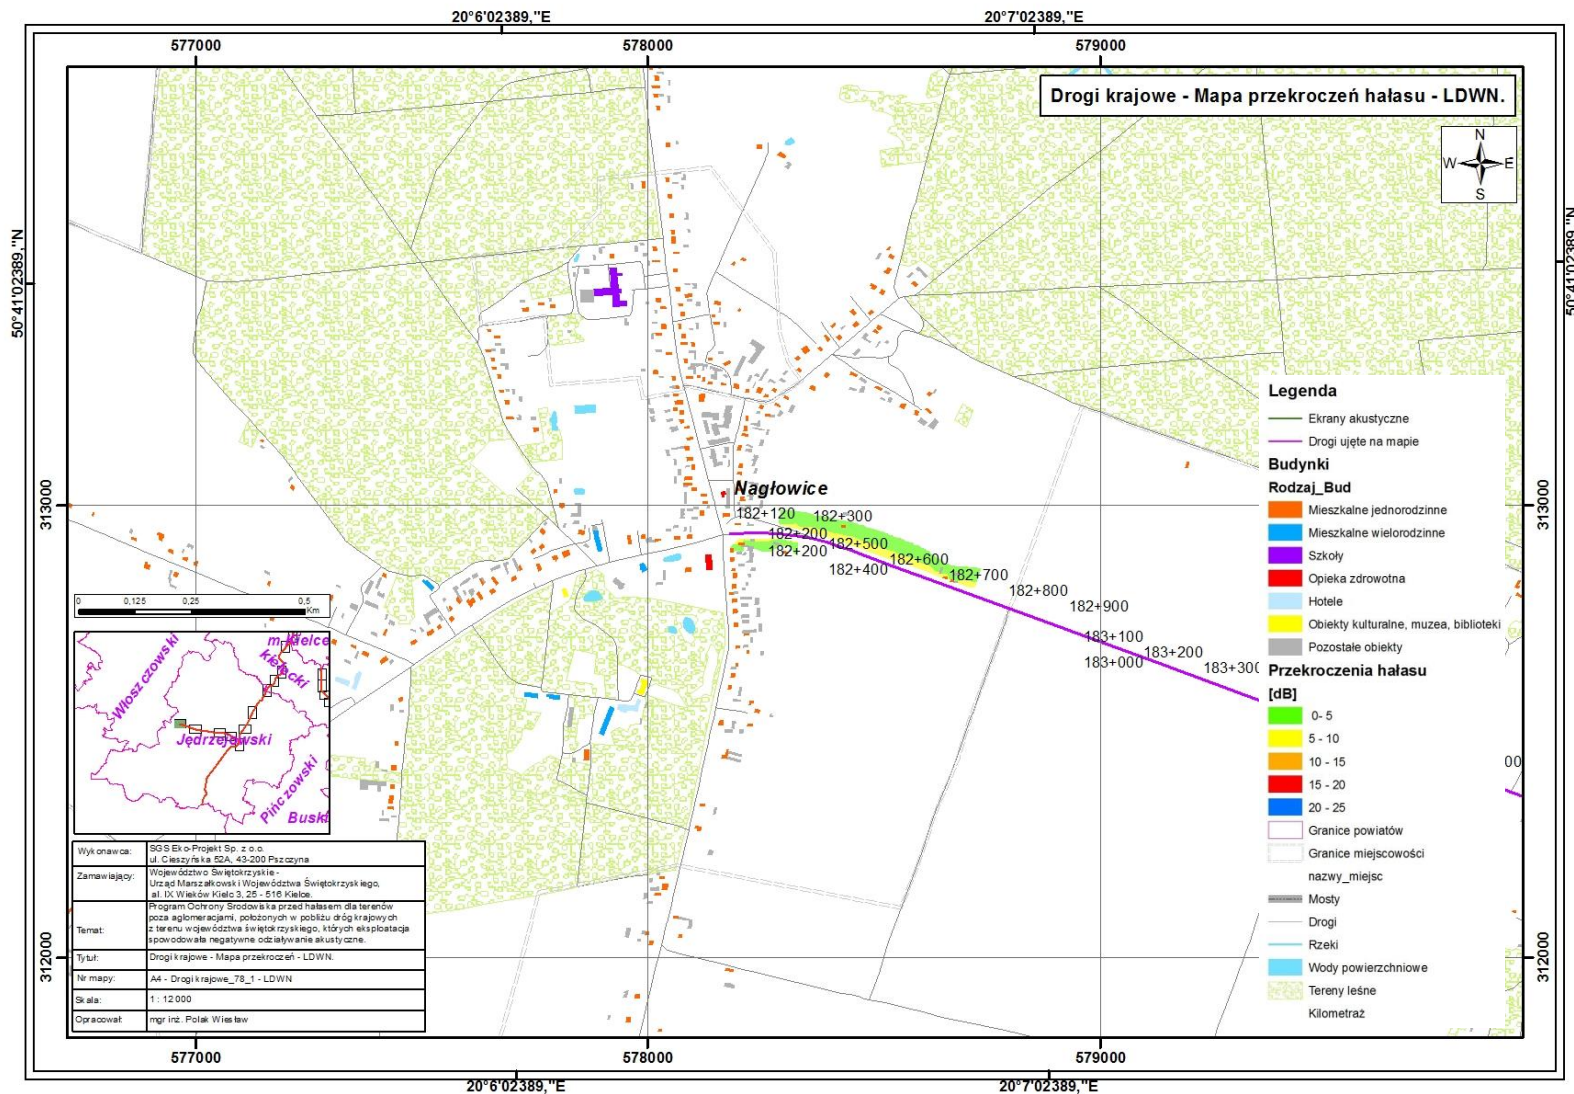 20°6'02389,"E
20°7'02389,"E
577000
578000
579000
Drogi krajowe - Mapa przekroczeń hałasu - LDWN.
N
W
E
S
50°41'02389,"N
50°41'02389,"N
313000
313000
Nagłowice
182+120
182+300
182+200
182+500
182+200
182+600
182+400
182+700
182+800
182+900
183+100
183+000
183+200
183+300
00
Legenda
Ekrany akustyczne
Drogi ujęte na mapie
Budynki
Rodzaj_Bud
Mieszkalne jednorodzinne
Mieszkalne wielorodzinne
Szkoły
Opieka zdrowotna
Hotele
Obiekty kulturalne, muzea, biblioteki
Pozostałe obiekty
Przekroczenia hałasu
[dB]
0- 5
5 - 10
10 - 15
15 - 20
20 - 25
Granice powiatów
Granice miejscowości
nazwy_miejsc
Mosty
Drogi
Rzeki
Wody powierzchniowe
Tereny leśne
Kilometraż
0 0,125 0,25 0,5
Km
m. Kielce
kielecki
Włoszczowski
Jędrzejowski
Pińczowski
Buski
Wykonawca:
SGS Eko-Projekt Sp. z o.o.
ul. Cieszyńska 52A, 43-200 Pszczyna
Zamawiający:
Województwo Świętokrzyskie -
Urząd Marszałkowski Województwa Świętokrzyskiego,
al. IX Wieków Kielc 3, 25 - 516 Kielce.
Temat:
Program Ochrony Środowiska przed hałasem dla terenów
poza aglomeracjami, położonych w pobliżu dróg krajowych
z terenu województwa świętokrzyskiego, których eksploatacja
spowodowała negatywne odziaływanie akustyczne.
Tytuł:
Drogi krajowe - Mapa przekroczeń - LDWN.
Nr mapy:
A4 - Drogi krajowe_78_1 - LDWN
Skala:
1 : 12 000
Opracował:
mgr inż. Polak Wiesław
312000
312000
577000
578000
579000
20°6'02389,"E
20°7'02389,"E